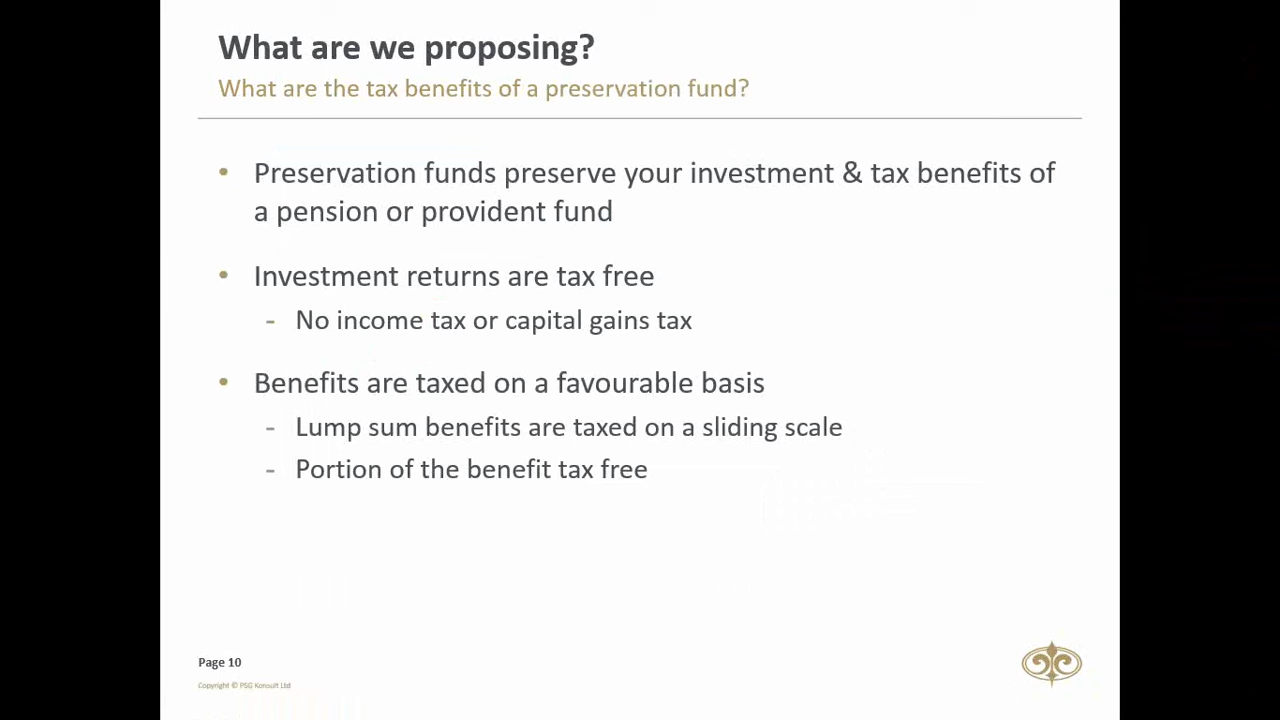 What are we proposing?
What are the tax benefits of a preservation fund?
• Preservation funds preserve your investment & tax benefits of
a pension or provident fund
• Investment returns are tax free
- No income tax or capital gains tax
• Benefits are taxed on a favourable basis
- Lump sum benefits are taxed on a sliding scale
- Portion of the benefit tax free
Page 10
Copyright © PSG Konsult Ltd